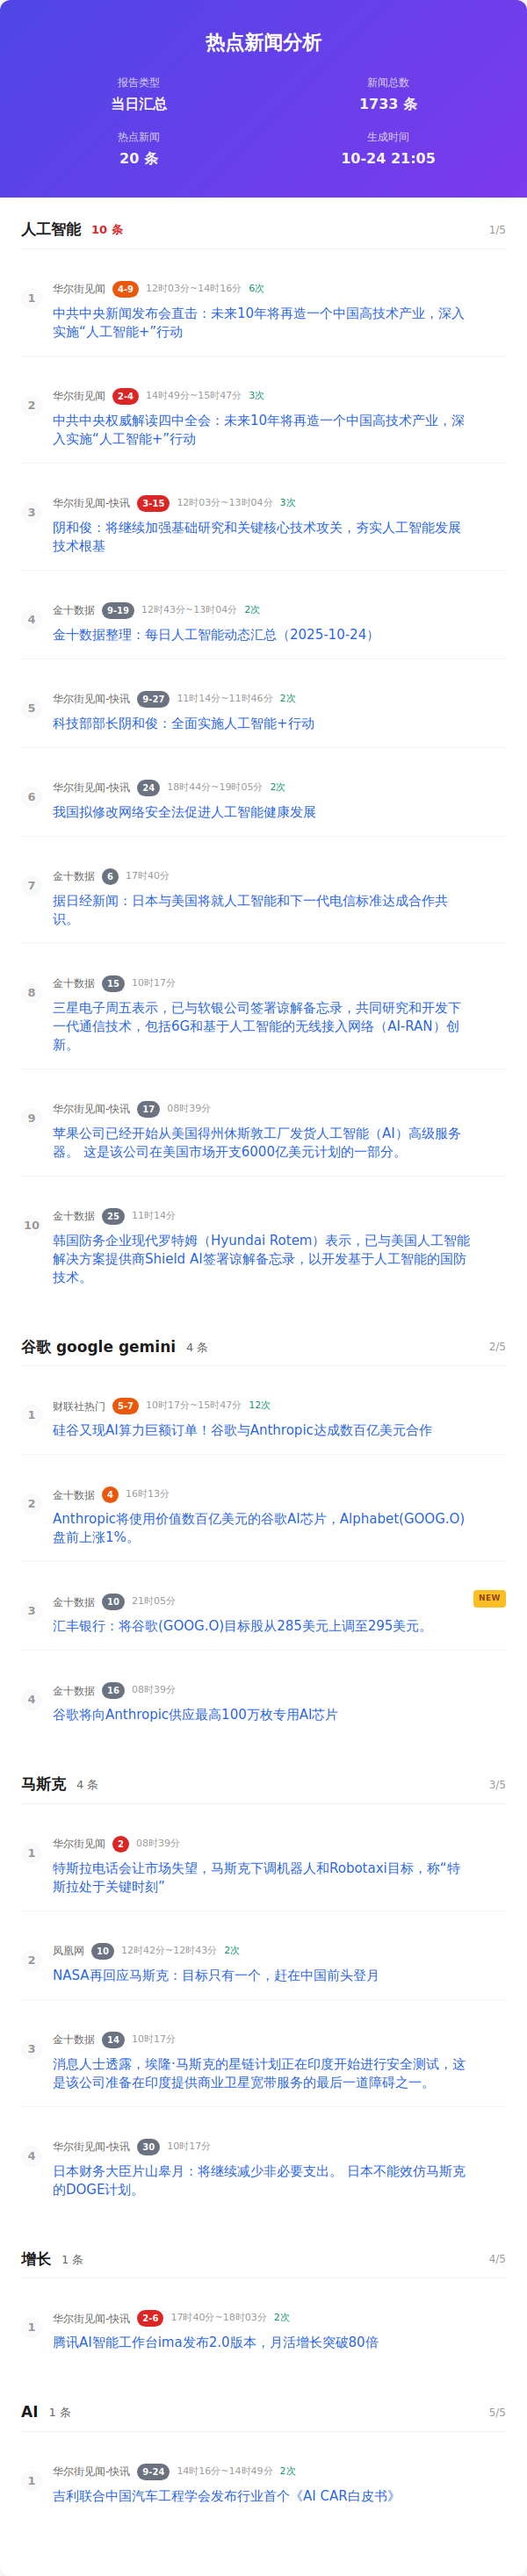 热点新闻分析
报告类型
新闻总数
当日汇总
1733 条
热点新闻
生成时间
20 条
10-24 21:05
人工智能 10 条 1/5
1
华尔街见闻 4-9 12时03分~14时16分 6次
中共中央新闻发布会直击：未来10年将再造一个中国高技术产业，深入
实施“人工智能+”行动
2
华尔街见闻 2-4 14时49分~15时47分 3次
中共中央权威解读四中全会：未来10年将再造一个中国高技术产业，深
入实施“人工智能+”行动
3
华尔街见闻-快讯 3-15 12时03分~13时04分 3次
阴和俊：将继续加强基础研究和关键核心技术攻关，夯实人工智能发展
技术根基
4
金十数据 9-19 12时43分~13时04分 2次
金十数据整理：每日人工智能动态汇总（2025-10-24）
5
华尔街见闻-快讯 9-27 11时14分~11时46分 2次
科技部部长阴和俊：全面实施人工智能+行动
6
华尔街见闻-快讯 24 18时44分~19时05分 2次
我国拟修改网络安全法促进人工智能健康发展
7
金十数据 6 17时40分
据日经新闻：日本与美国将就人工智能和下一代电信标准达成合作共
识。
8
金十数据 15 10时17分
三星电子周五表示，已与软银公司签署谅解备忘录，共同研究和开发下
一代通信技术，包括6G和基于人工智能的无线接入网络（AI-RAN）创
新。
9
华尔街见闻-快讯 17 08时39分
苹果公司已经开始从美国得州休斯敦工厂发货人工智能（AI）高级服务
器。 这是该公司在美国市场开支6000亿美元计划的一部分。
10
金十数据 25 11时14分
韩国防务企业现代罗特姆（Hyundai Rotem）表示，已与美国人工智能
解决方案提供商Shield AI签署谅解备忘录，以开发基于人工智能的国防
技术。
谷歌 google gemini 4 条 2/5
1
财联社热门 5-7 10时17分~15时47分 12次
硅谷又现AI算力巨额订单！谷歌与Anthropic达成数百亿美元合作
2
金十数据 4 16时13分
Anthropic将使用价值数百亿美元的谷歌AI芯片，Alphabet(GOOG.O)
盘前上涨1%。
3
金十数据 10 21时05分 NEW
汇丰银行：将谷歌(GOOG.O)目标股从285美元上调至295美元。
4
金十数据 16 08时39分
谷歌将向Anthropic供应最高100万枚专用AI芯片
马斯克 4 条 3/5
1
华尔街见闻 2 08时39分
特斯拉电话会让市场失望，马斯克下调机器人和Robotaxi目标，称“特
斯拉处于关键时刻”
2
凤凰网 10 12时42分~12时43分 2次
NASA再回应马斯克：目标只有一个，赶在中国前头登月
3
金十数据 14 10时17分
消息人士透露，埃隆·马斯克的星链计划正在印度开始进行安全测试，这
是该公司准备在印度提供商业卫星宽带服务的最后一道障碍之一。
4
华尔街见闻-快讯 30 10时17分
日本财务大臣片山皋月：将继续减少非必要支出。 日本不能效仿马斯克
的DOGE计划。
增长 1 条 4/5
1
华尔街见闻-快讯 2-6 17时40分~18时03分 2次
腾讯AI智能工作台ima发布2.0版本，月活增长突破80倍
AI 1 条 5/5
1
华尔街见闻-快讯 9-24 14时16分~14时49分 2次
吉利联合中国汽车工程学会发布行业首个《AI CAR白皮书》